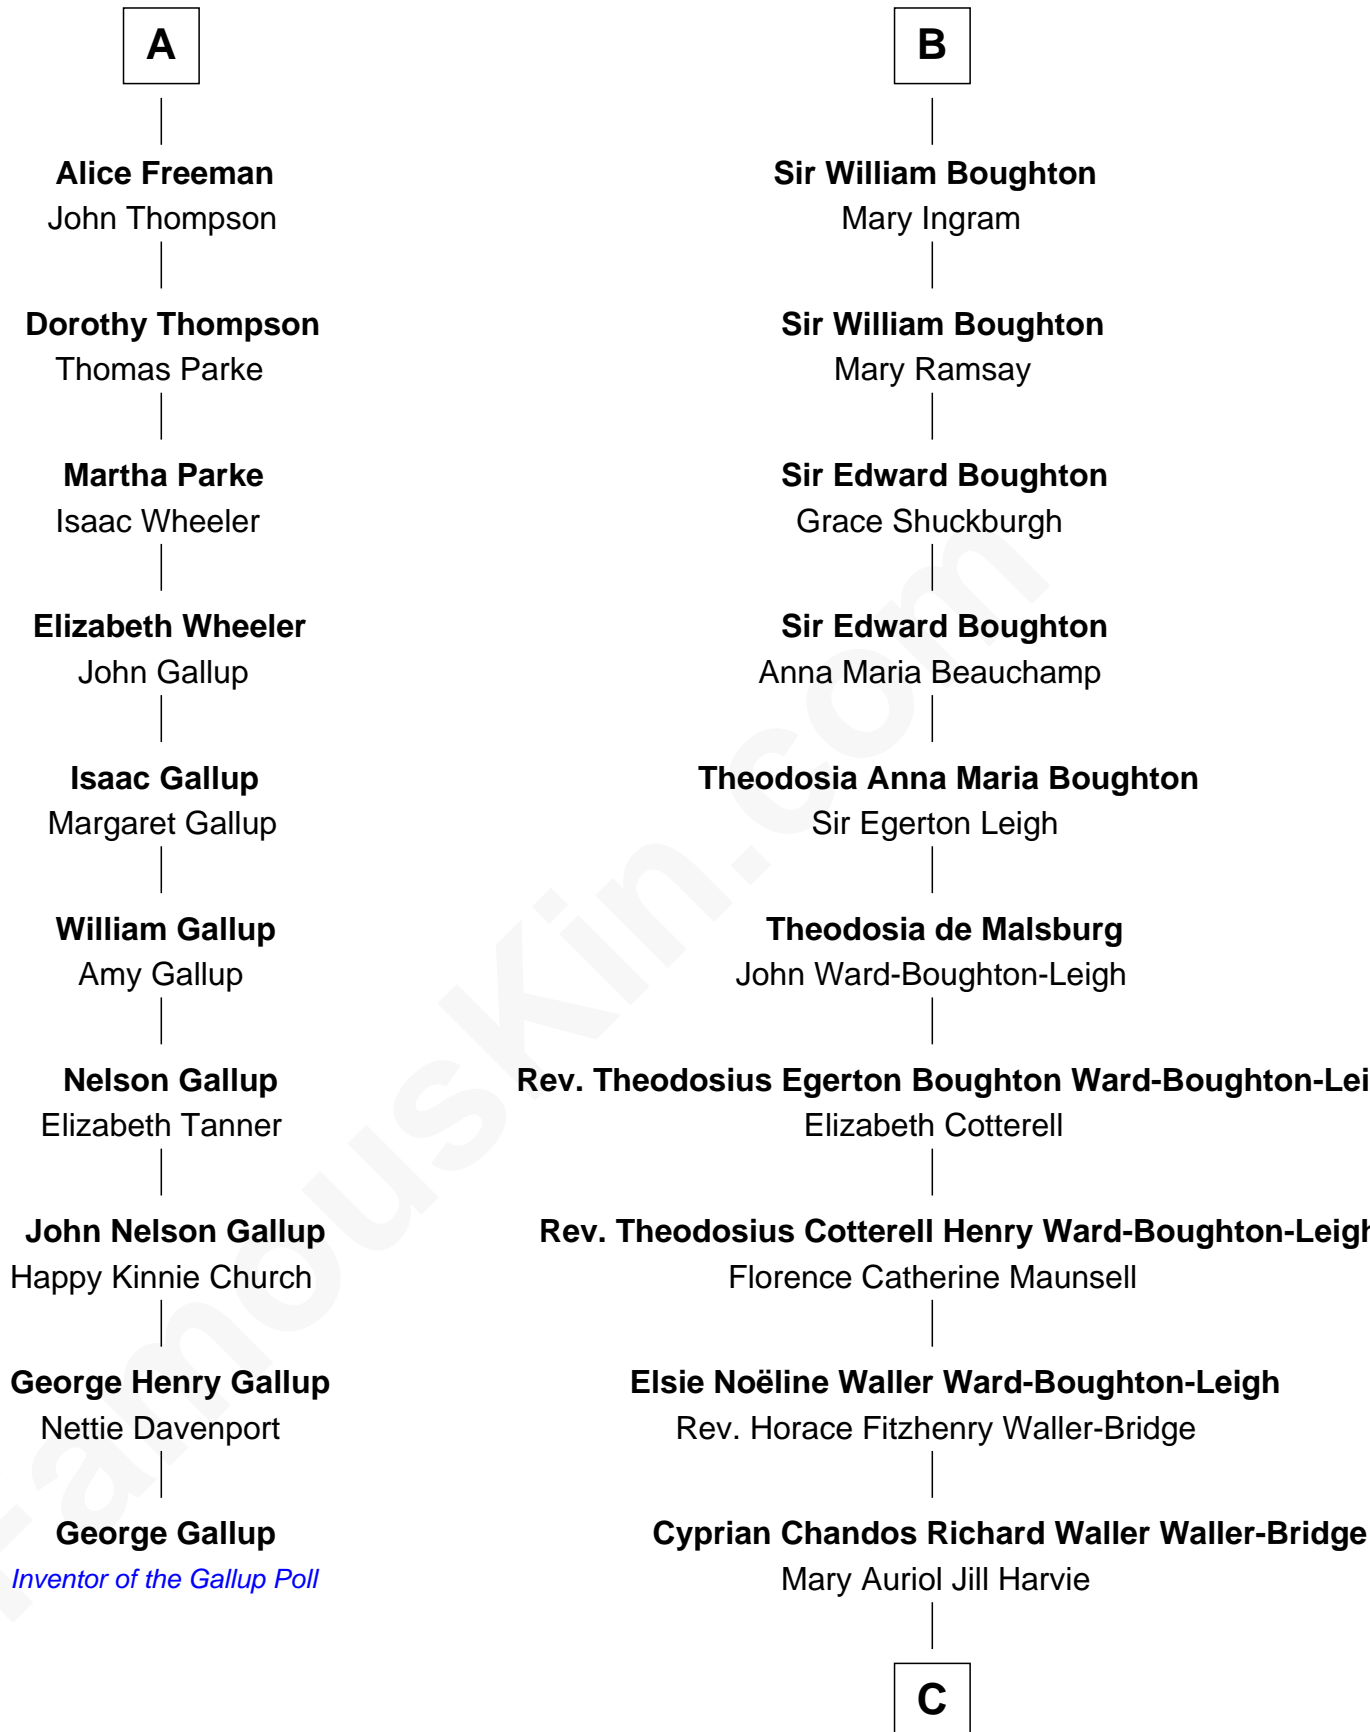 A
Alice Freeman
John Thompson
Dorothy Thompson
Thomas Parke
Martha Parke
Isaac Wheeler
Elizabeth Wheeler
John Gallup
Isaac Gallup
Margaret Gallup
William Gallup
Amy Gallup
Nelson Gallup
Elizabeth Tanner
John Nelson Gallup
Happy Kinnie Church
George Henry Gallup
Nettie Davenport
George Gallup
Inventor of the Gallup Poll
B
Sir William Boughton
Mary Ingram
Sir William Boughton
Mary Ramsay
Sir Edward Boughton
Grace Shuckburgh
Sir Edward Boughton
Anna Maria Beauchamp
Theodosia Anna Maria Boughton
Sir Egerton Leigh
Theodosia de Malsburg
John Ward-Boughton-Leigh
Rev. Theodosius Egerton Boughton Ward-Boughton-Lei
Elizabeth Cotterell
Rev. Theodosius Cotterell Henry Ward-Boughton-Leigh
Florence Catherine Maunsell
Elsie Noëline Waller Ward-Boughton-Leigh
Rev. Horace Fitzhenry Waller-Bridge
Cyprian Chandos Richard Waller Waller-Bridge
Mary Auriol Jill Harvie
C
FamousKin.com